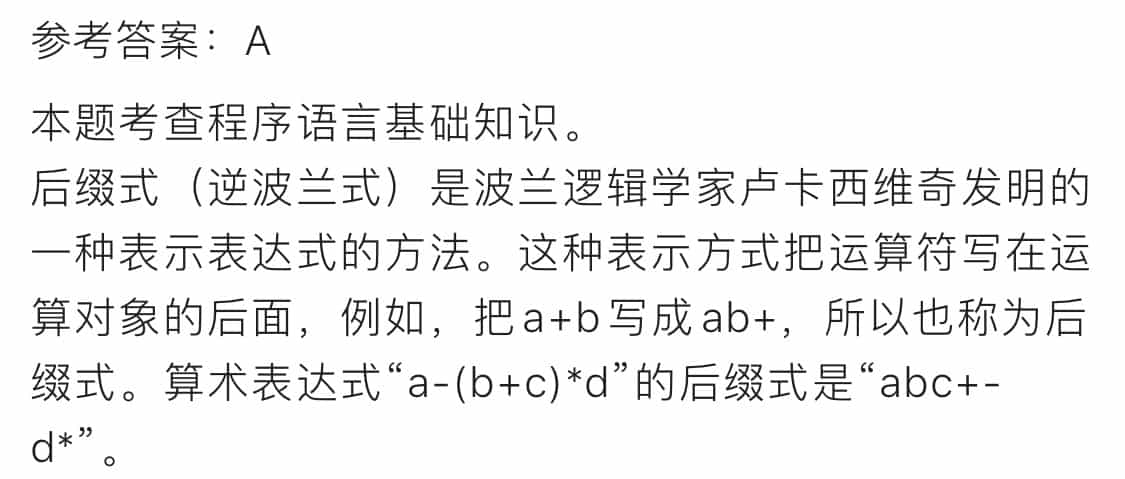 参考答案：A
本题考查程序语言基础知识。
后缀式（逆波兰式）是波兰逻辑学家卢卡西维奇发明的
一种表示表达式的方法。这种表示方式把运算符写在运
算对象的后面，例如，把a+b写成ab+，所以也称为后
缀式。算术表达式“a-(b+c)*d”的后缀式是“abc+-
d*”。